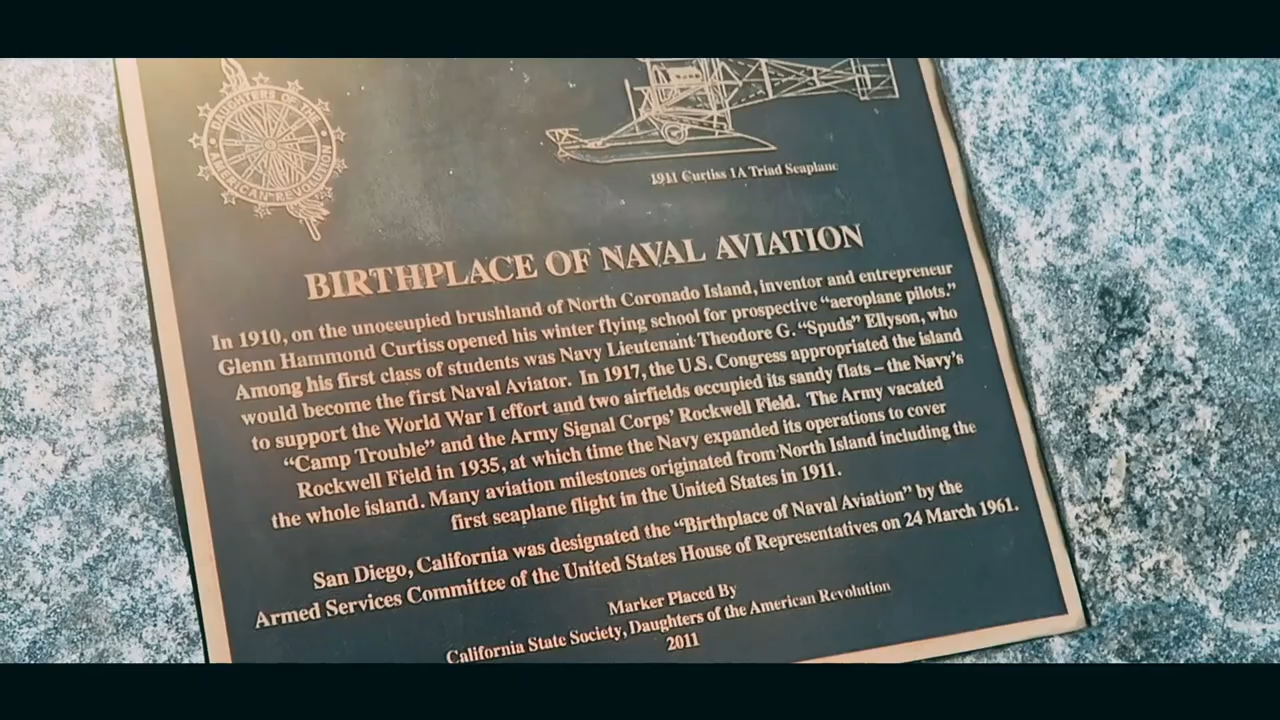 DAUGHTERS OF THE
AMERICAN REVOLUTION
1911 Curtiss 1A Triad Seaplane
BIRTHPLACE OF NAVAL AVIATION
In 1910, on the unoccupied brushland of North Coronado Island, inventor and entrepreneur
Glenn Hammond Curtiss opened his winter flying school for prospective “aeroplane pilots.”
Among his first class of students was Navy Lieutenant Theodore G. “Spuds” Ellyson, who
would become the first Naval Aviator. In 1917, the U.S. Congress appropriated the island
to support the World War I effort and two airfields occupied its sandy flats – the Navy's
“Camp Trouble” and the Army Signal Corps' Rockwell Field. The Army vacated
Rockwell Field in 1935, at which time the Navy expanded its operations to cover
the whole island. Many aviation milestones originated from North Island including the
first seaplane flight in the United States in 1911.
San Diego, California was designated the “Birthplace of Naval Aviation” by the
Armed Services Committee of the United States House of Representatives on 24 March 1961.
Marker Placed By
California State Society, Daughters of the American Revolution
2011